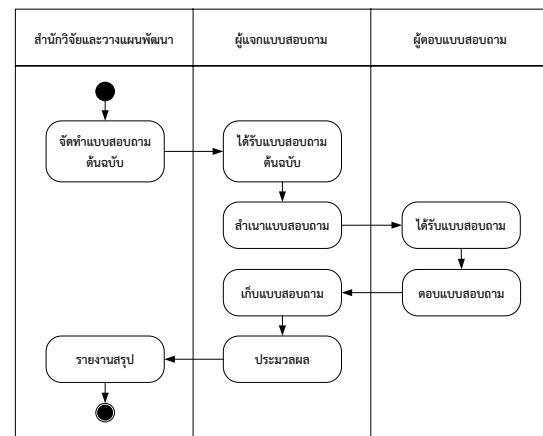 สำนักวิจัยและวางแผนพัฒนา
ผู้แจกแบบสอบถาม
ผู้ตอบแบบสอบถาม
จัดทำแบบสอบถาม
ต้นฉบับ
ได้รับแบบสอบถาม
ต้นฉบับ
สำเนาแบบสอบถาม
ได้รับแบบสอบถาม
เก็บแบบสอบถาม
ตอบแบบสอบถาม
รายงานสรุป
ประมวลผล